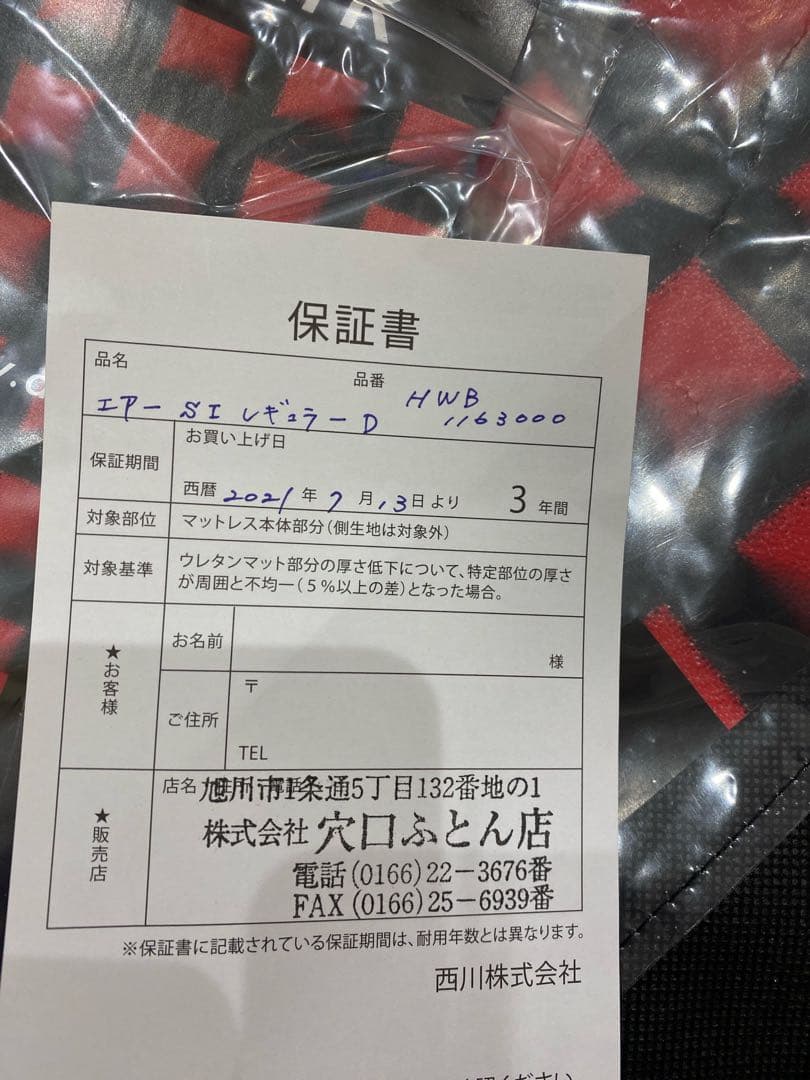 保証書
品名
品番
HWB
エアー SI レギュラー D
1163000
保証期間
お買い上げ日
西暦 2021 年 7 月 13 日 より 3 年間
対象部位
マットレス本体部分(側生地は対象外)
対象基準
ウレタンマット部分の厚さ低下について、特定部位の厚さ
が周囲と不均一(5%以上の差)となった場合。
★お客様
お名前
様
ご住所
〒
TEL
★販売店
店名
旭川市1条通5丁目132番地の1
株式会社 穴口ふとん店
電話(0166)22-3676番
FAX(0166)25-6939番
※保証書に記載されている保証期間は、耐用年数とは異なります。
西川株式会社